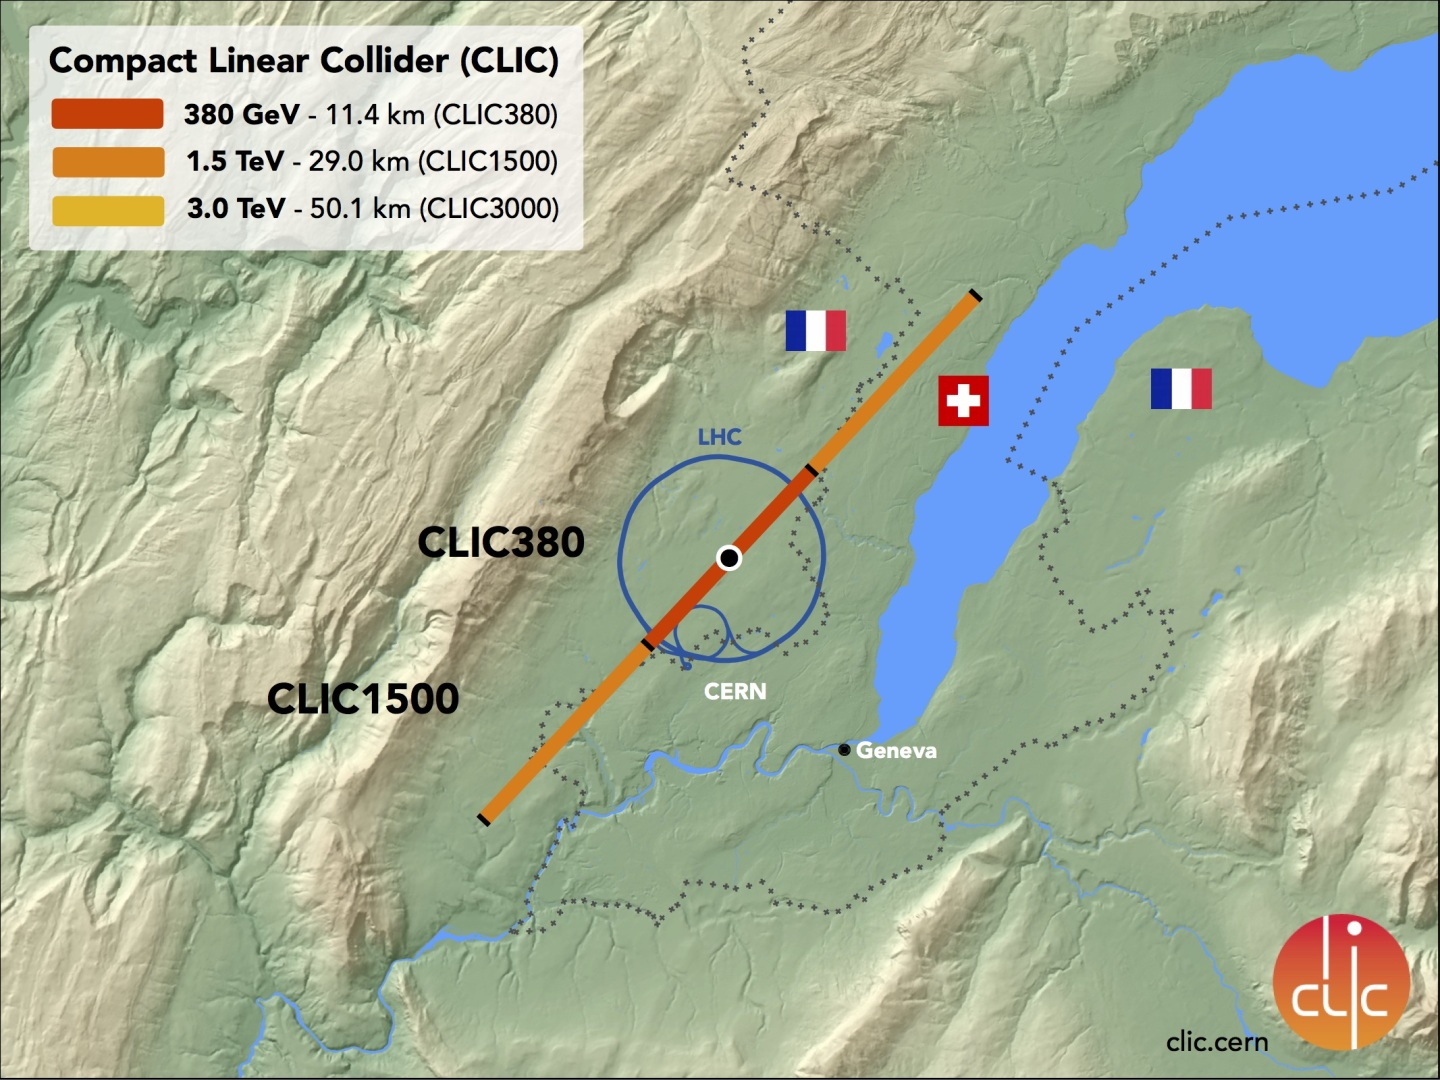 Compact Linear Collider (CLIC)
380 GeV - 11.4 km (CLIC380)
1.5 TeV - 29.0 km (CLIC1500)
3.0 TeV - 50.1 km (CLIC3000)
LHC
CLIC380
CLIC1500
CERN
Geneva
clic
clic.cern